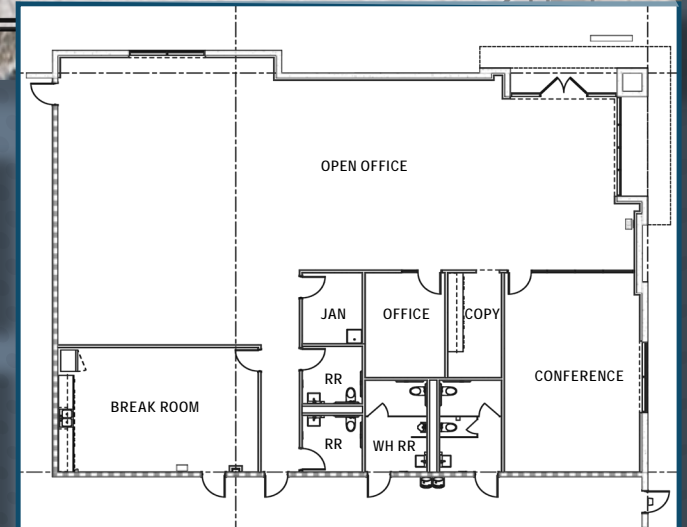 OPEN OFFICE
JAN
OFFICE
COPY
RR
CONFERENCE
BREAK ROOM
RR
WH RR